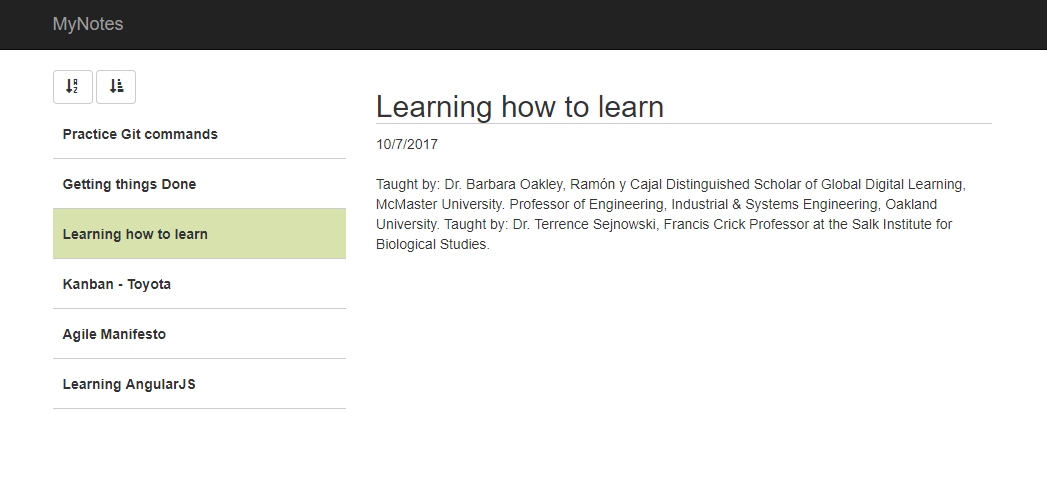 MyNotes
Practice Git commands
Getting things Done
Learning how to learn
Kanban - Toyota
Agile Manifesto
Learning AngularJS
Learning how to learn
10/7/2017
Taught by: Dr. Barbara Oakley, Ramón y Cajal Distinguished Scholar of Global Digital Learning,
McMaster University. Professor of Engineering, Industrial & Systems Engineering, Oakland
University. Taught by: Dr. Terrence Sejnowski, Francis Crick Professor at the Salk Institute for
Biological Studies.